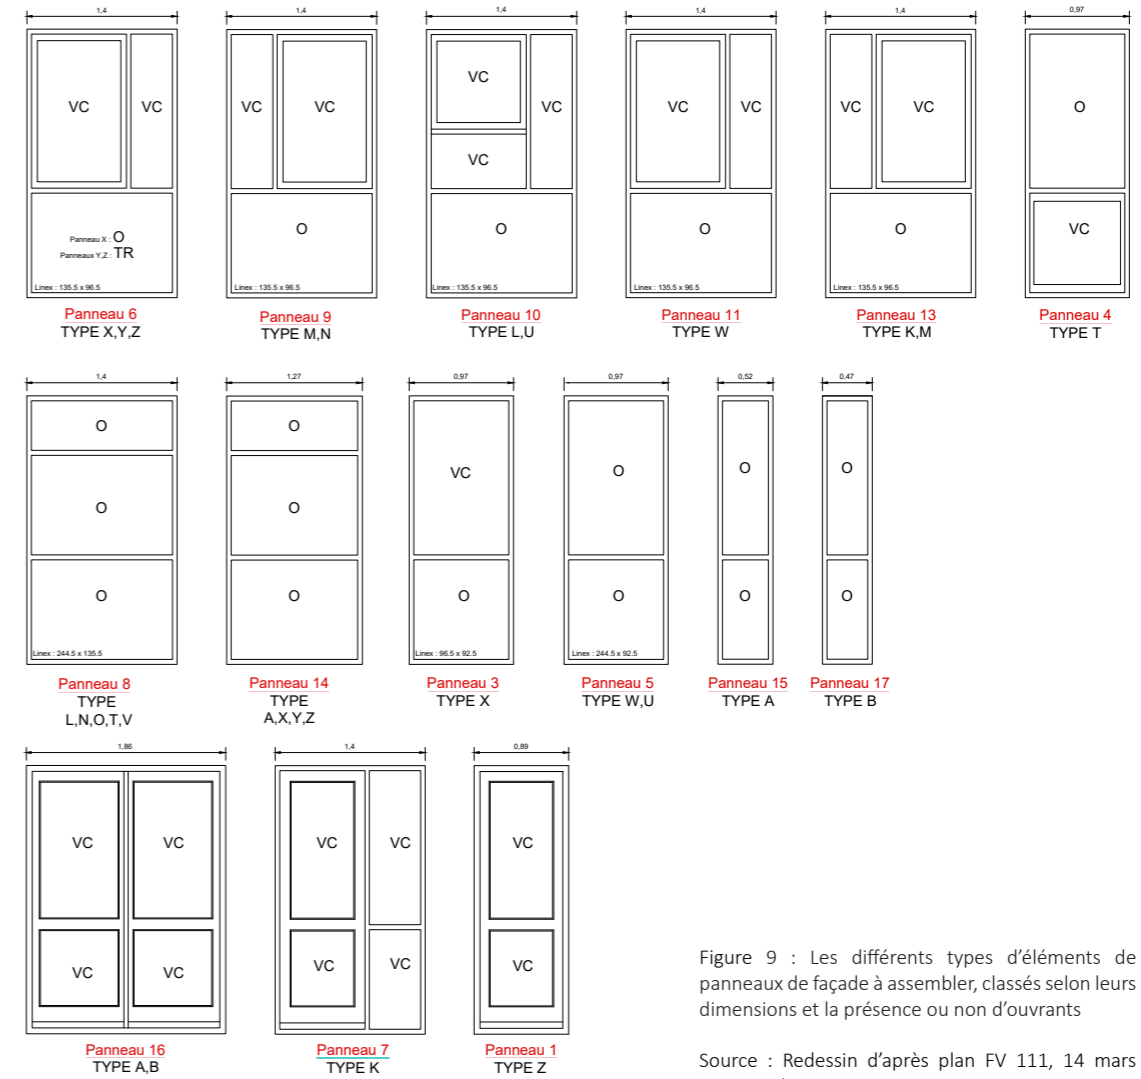 1,4 1,4 1,4 1,4 1,4 0,97
VC VC VC VC VC VC VC VC VC VC VC O
Panneau X : O
Panneaux Y,Z : TR
O O O O VC
Linex : 135.5 x 96.5 Linex : 135.5 x 96.5 Linex : 135.5 x 96.5 Linex : 135.5 x 96.5 Linex : 135.5 x 96.5
Panneau 6 Panneau 9 Panneau 10 Panneau 11 Panneau 13 Panneau 4
TYPE X,Y,Z TYPE M,N TYPE L,U TYPE W TYPE K,M TYPE T
1,4 1,27 0,97 0,97 0,52 0,47
O O
VC O O O
O O
O O O O O O
Linex : 244.5 x 135.5 Linex : 96.5 x 92.5 Linex : 244.5 x 92.5
Panneau 8 Panneau 14 Panneau 3 Panneau 5 Panneau 15 Panneau 17
TYPE TYPE TYPE X TYPE W,U TYPE A TYPE B
L,N,O,T,V A,X,Y,Z
1,86 1,4 0,89
VC VC VC VC VC
VC VC VC VC VC
Panneau 16 Panneau 7 Panneau 1
TYPE A,B TYPE K TYPE Z
Figure 9 : Les différents types d’éléments de
panneaux de façade à assembler, classés selon leurs
dimensions et la présence ou non d’ouvrants
Source : Redessin d’après plan FV 111, 14 mars